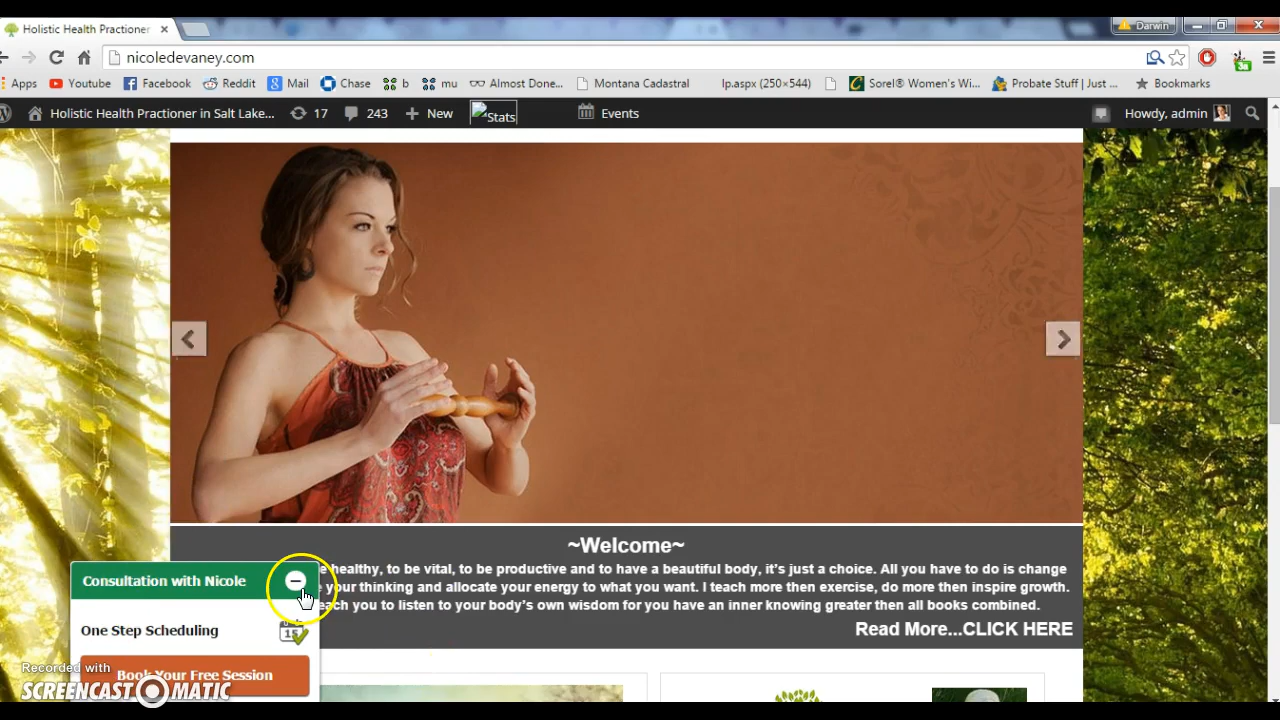 Holistic Health Practioner
Darwin
nicoledevaney.com
3a
Apps Youtube Facebook Reddit Mail Chase b mu Almost Done... Montana Cadastral lp.aspx (250×544) Sorel® Women's Wi... Probate Stuff | Just ... Bookmarks
Holistic Health Practioner in Salt Lake... 17 243 New Stats Events Howdy, admin
~Welcome~
healthy, to be vital, to be productive and to have a beautiful body, it's just a choice. All you have to do is change
your thinking and allocate your energy to what you want. I teach more then exercise, do more then inspire growth.
each you to listen to your body's own wisdom for you have an inner knowing greater then all books combined.
Read More...CLICK HERE
Consultation with Nicole
One Step Scheduling
15
Book Your Free Session
Recorded with
SCREENCAST MATIC